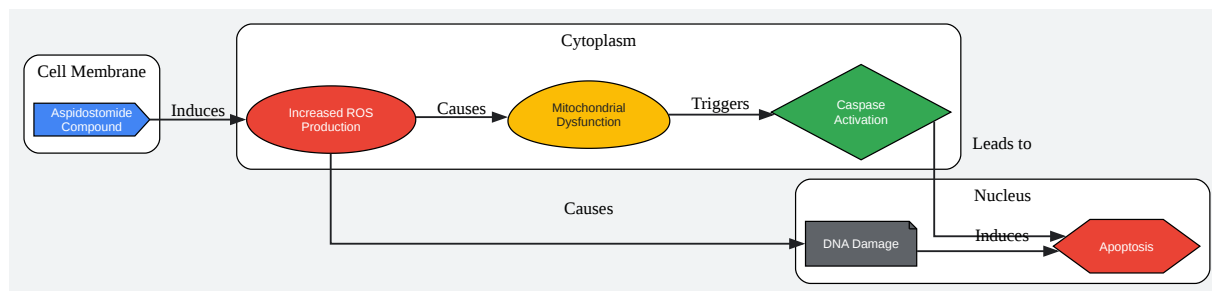 Cytoplasm
Cell Membrane
Aspidostomide
Compound
Induces
Increased ROS
Production
Causes
Mitochondrial
Dysfunction
Triggers
Caspase
Activation
Leads to
Causes
Nucleus
DNA Damage
Induces
Apoptosis